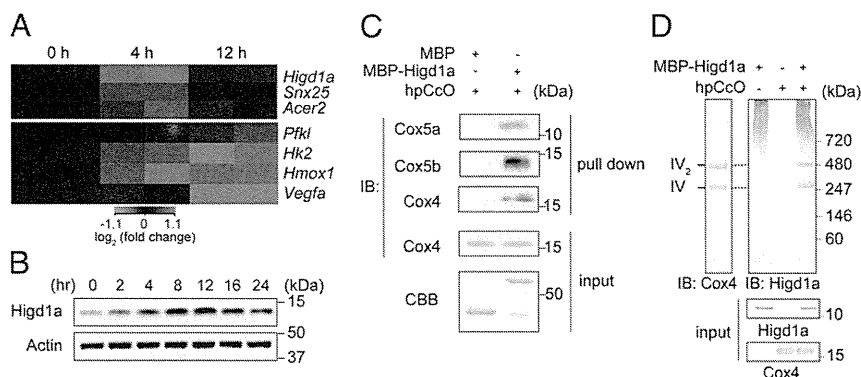 A
0 h 4 h 12 h
Higd1a
Snx25
Acer2
Pfkl
Hk2
Hmox1
Vegfa
-1.1 0 1.1
log2 (fold change)
B
(hr) 0 2 4 8 12 16 24 (kDa)
Higd1a
15
Actin
50
37
C
MBP + -
MBP-Higd1a - +
hpCcO + + (kDa)
IB:
Cox5a
10
Cox5b
15
Cox4
15
pull down
Cox4
15
CBB
50
input
D
MBP-Higd1a + - +
hpCcO - + + (kDa)
720
IV2
480
IV
247
146
60
IB: Cox4 IB: Higd1a
input
10
Higd1a
15
Cox4